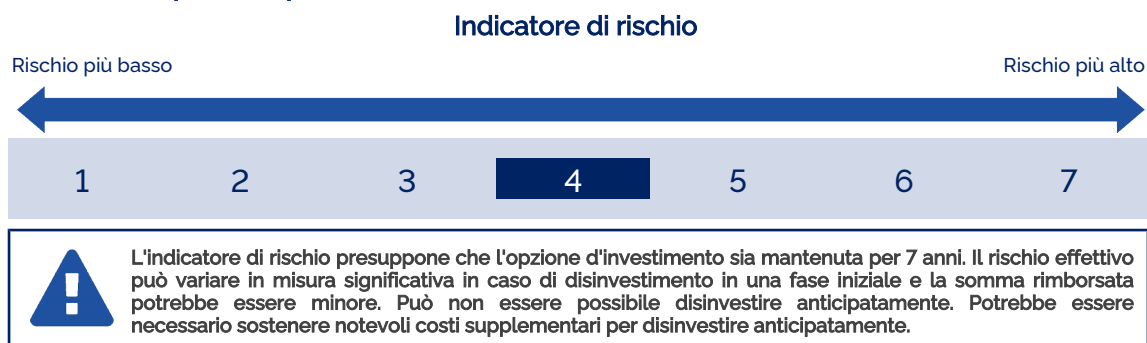 Indicatore di rischio
Rischio più basso
Rischio più alto
1 2 3 4 5 6 7
L'indicatore di rischio presuppone che l'opzione d'investimento sia mantenuta per 7 anni. Il rischio effettivo
può variare in misura significativa in caso di disinvestimento in una fase iniziale e la somma rimborsata
potrebbe essere minore. Può non essere possibile disinvestire anticipatamente. Potrebbe essere
necessario sostenere notevoli costi supplementari per disinvestire anticipatamente.